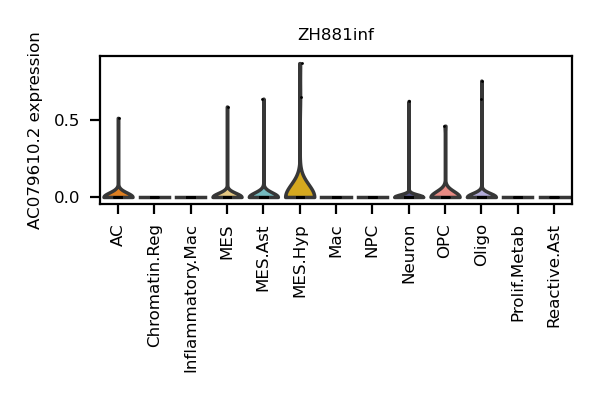 ZH881inf
AC079610.2 expression
0.5
0.0
AC
Chromatin.Reg
Inflammatory.Mac
MES
MES.Ast
MES.Hyp
Mac
NPC
Neuron
OPC
Oligo
Prolif.Metab
Reactive.Ast